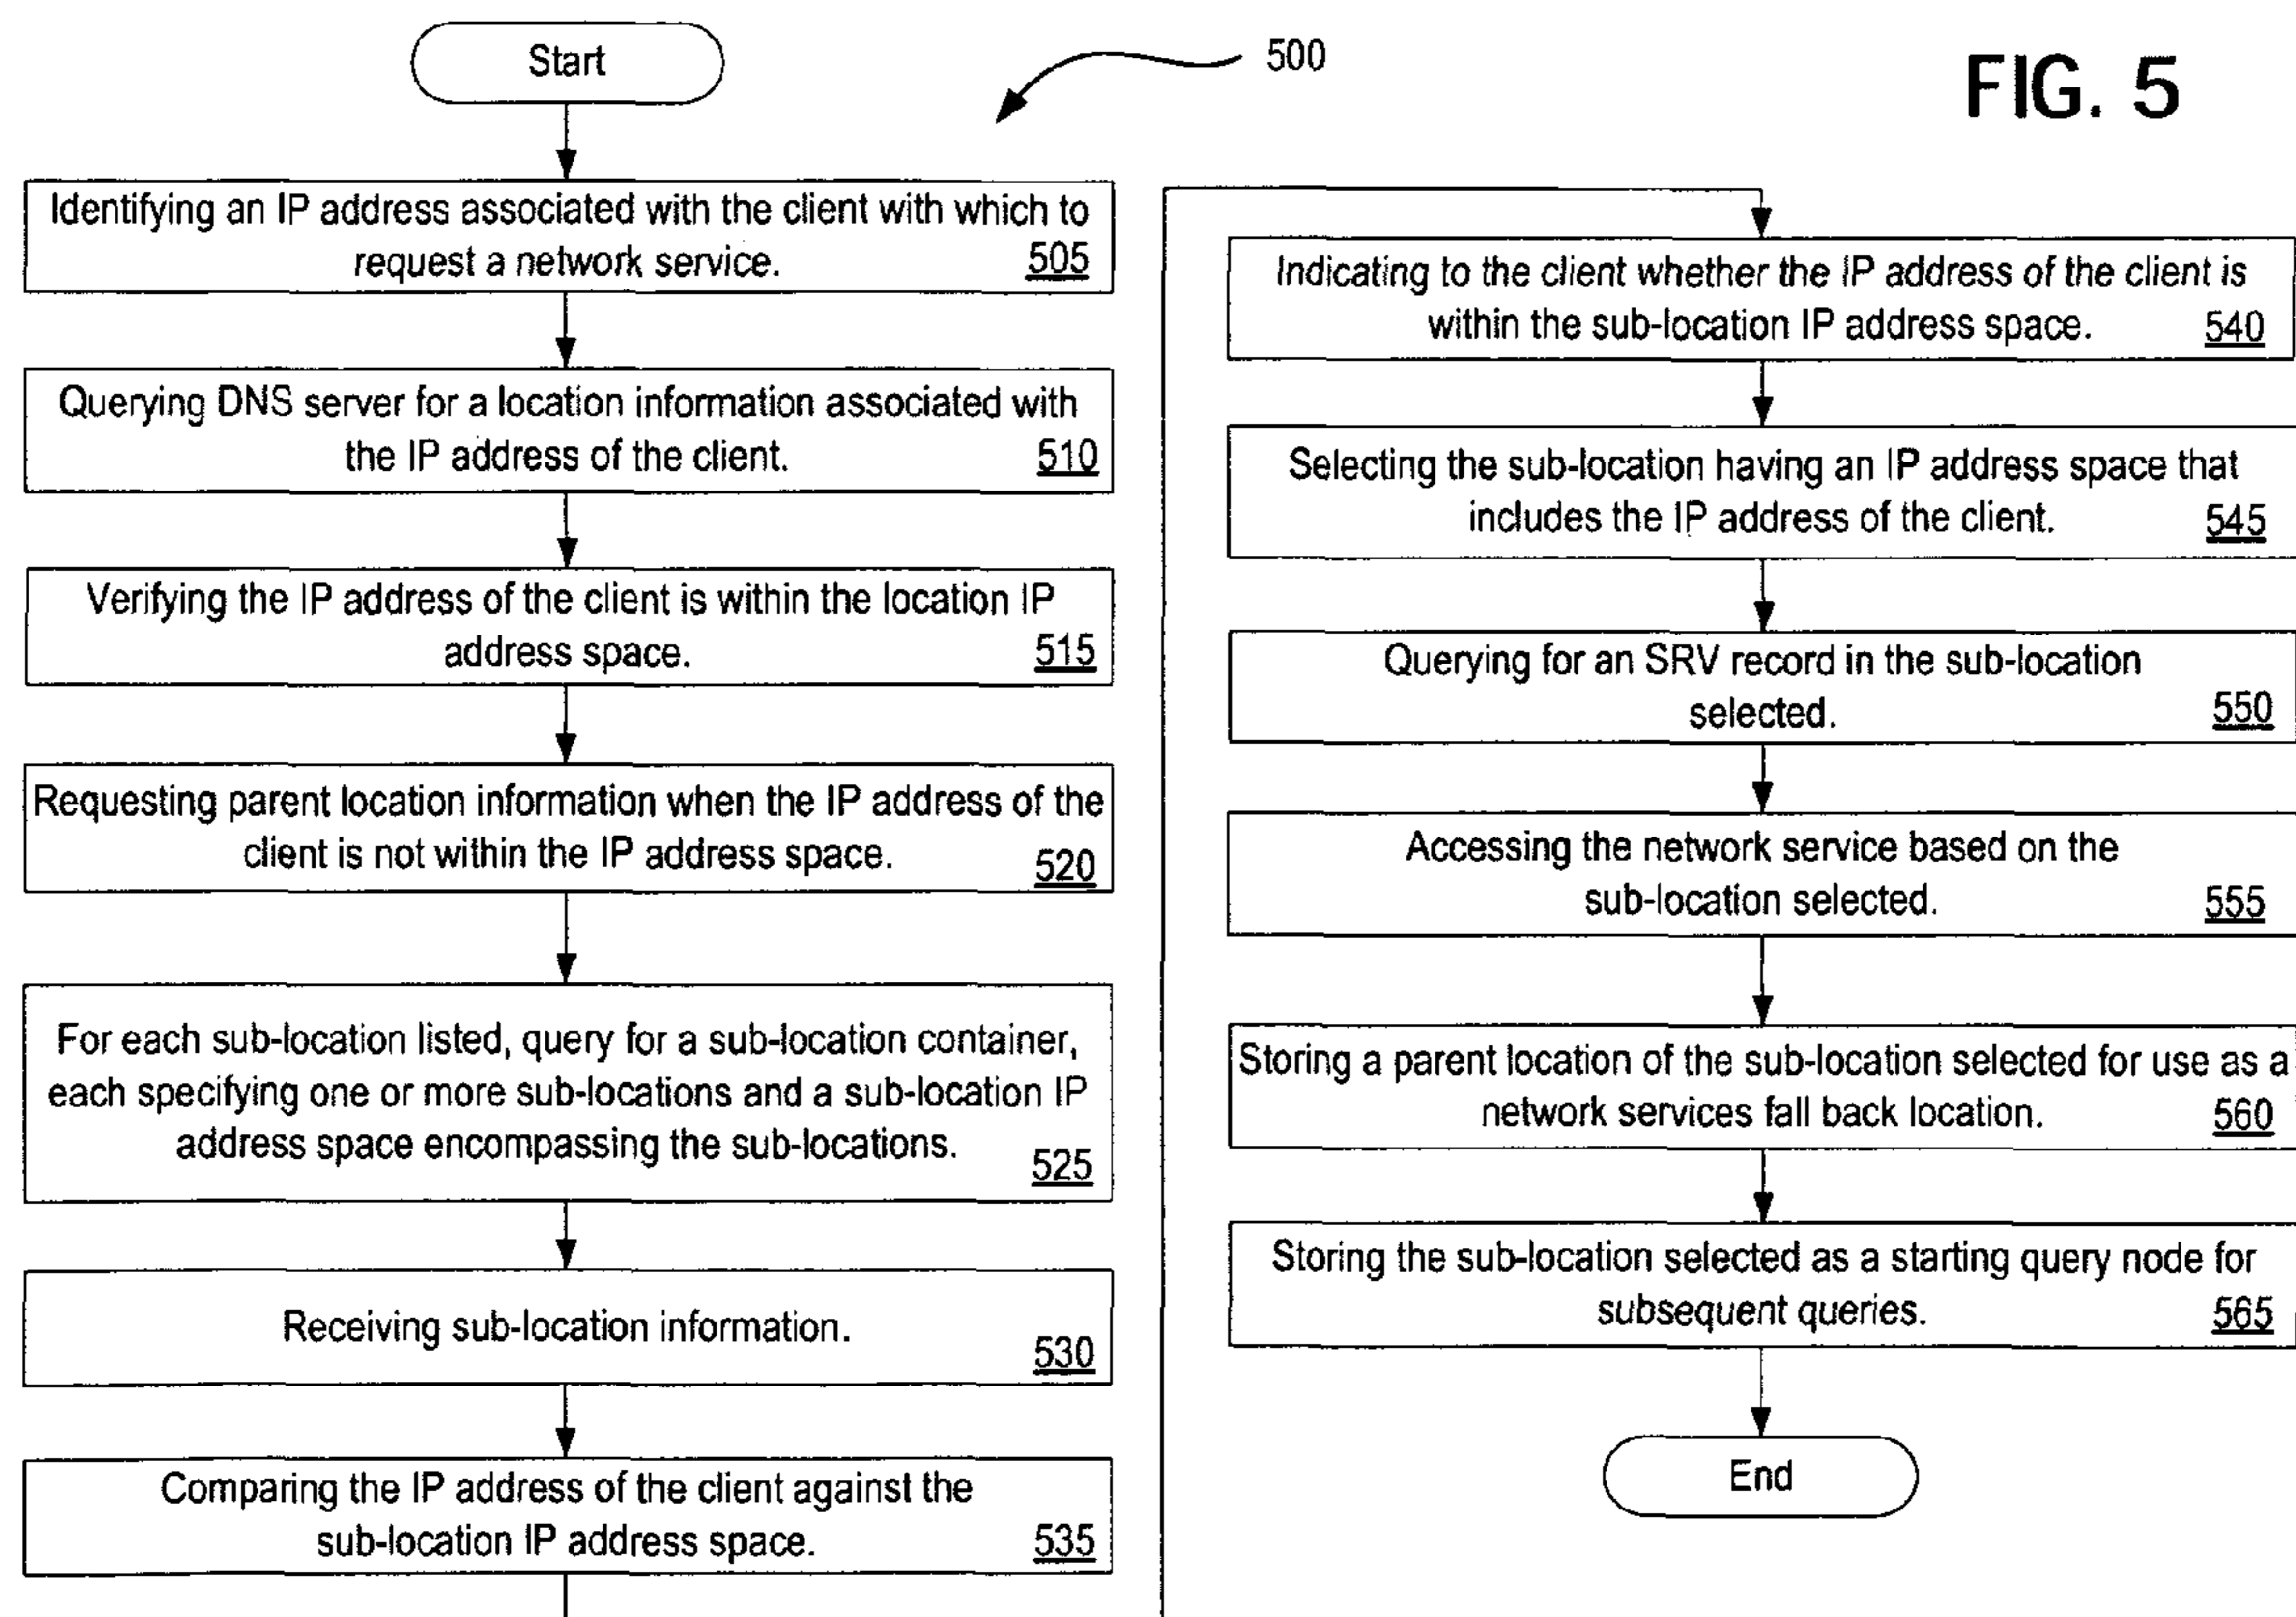 Start
500
FIG. 5
Identifying an IP address associated with the client with which to
request a network service.
505
Querying DNS server for a location information associated with
the IP address of the client.
510
Verifying the IP address of the client is within the location IP
address space.
515
Requesting parent location information when the IP address of the
client is not within the IP address space.
520
For each sub-location listed, query for a sub-location container,
each specifying one or more sub-locations and a sub-location IP
address space encompassing the sub-locations.
525
Receiving sub-location information.
530
Comparing the IP address of the client against the
sub-location IP address space.
535
Indicating to the client whether the IP address of the client is
within the sub-location IP address space.
540
Selecting the sub-location having an IP address space that
includes the IP address of the client.
545
Querying for an SRV record in the sub-location
selected.
550
Accessing the network service based on the
sub-location selected.
555
Storing a parent location of the sub-location selected for use as a
network services fall back location.
560
Storing the sub-location selected as a starting query node for
subsequent queries.
565
End